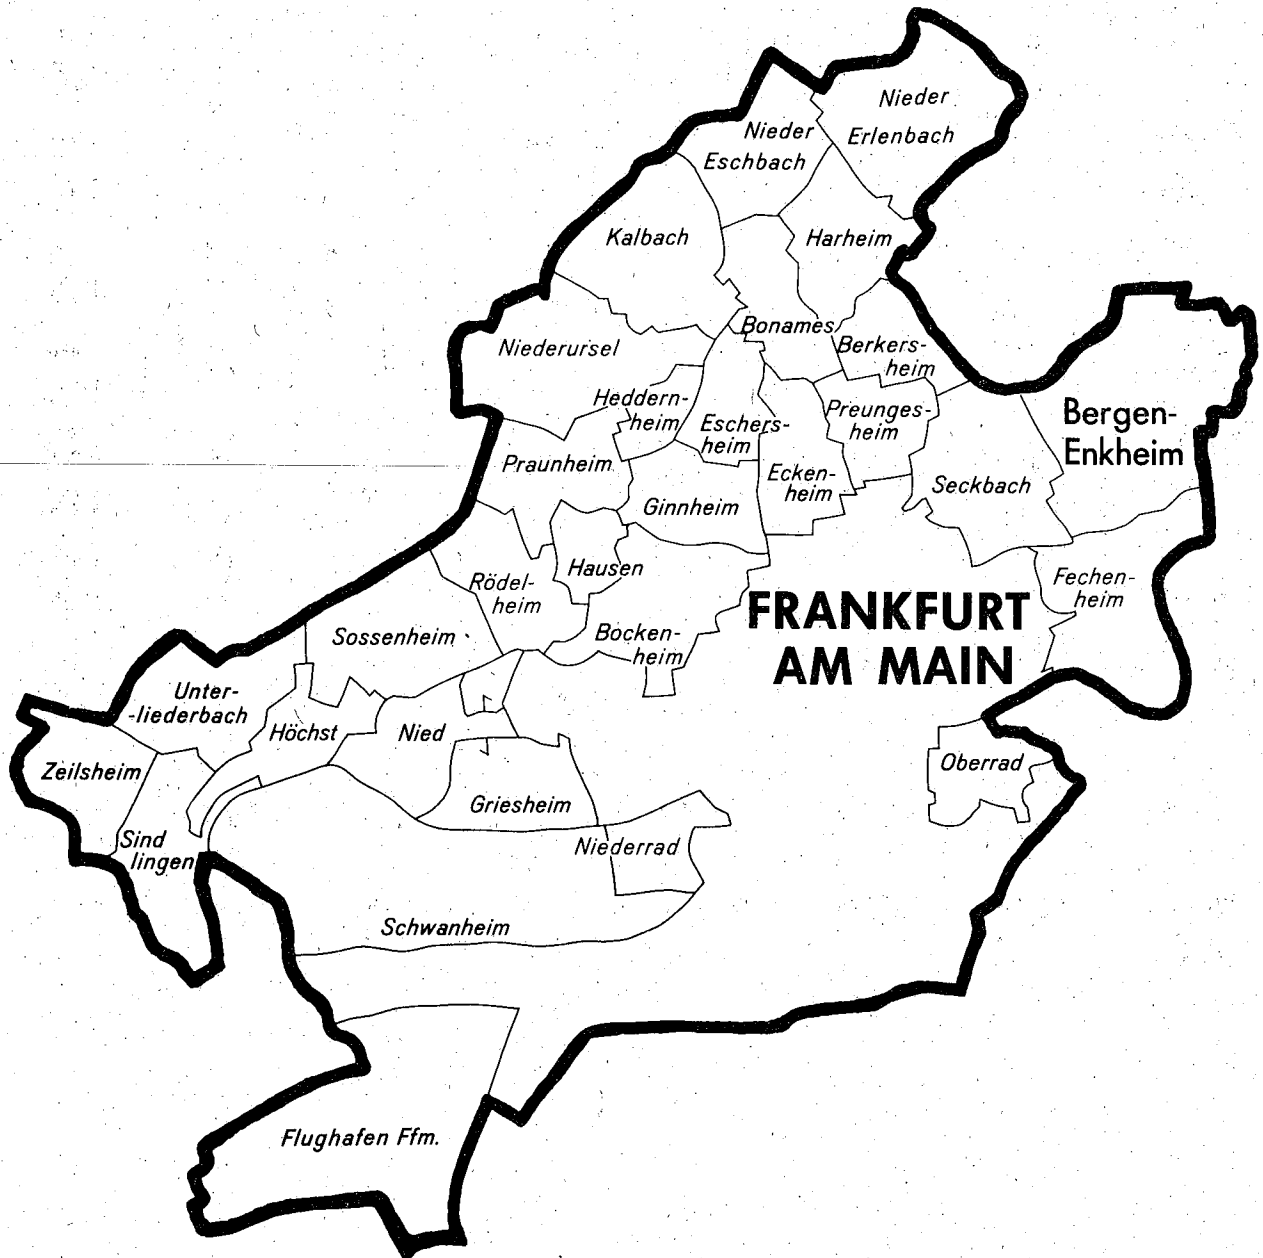 Nieder
Erlenbach
Nieder
Eschbach
Kalbach
Harheim
Bonames
Niederursel
Berkers-
heim
Heddern-
heim
Eschers-
heim
Preunges-
heim
Bergen-
Enkheim
Praunheim
Ginnheim
Ecken-
heim
Seckbach
Hausen
Rödel-
heim
Fechen-
heim
Sossenheim
Bocken-
heim
FRANKFURT
AM MAIN
Unter-
-liederbach
Höchst
Nied
Zeilsheim
Oberrad
Griesheim
Sind
lingen
Niederrad
Schwanheim
Flughafen Ffm.